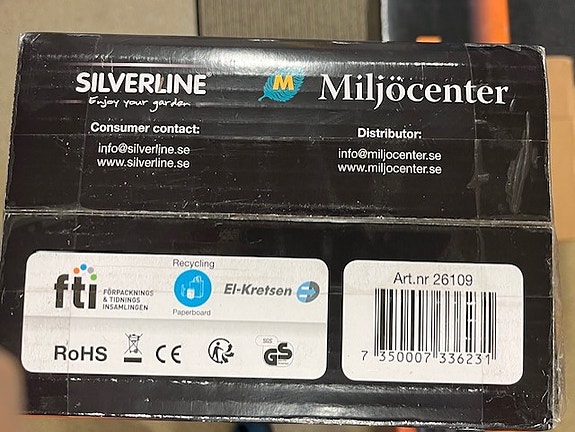 SILVERLINE®
Enjoy your garden
M Miljöcenter
Consumer contact:
info@silverline.se
www.silverline.se
Distributor:
info@miljocenter.se
www.miljocenter.se
fti FÖRPACKNINGS
& TIDNINGS
INSAMLINGEN
Recycling
Paperboard
El-Kretsen
RoHS
CE
SGS
GS
Art.nr 26109
7 350007 336231